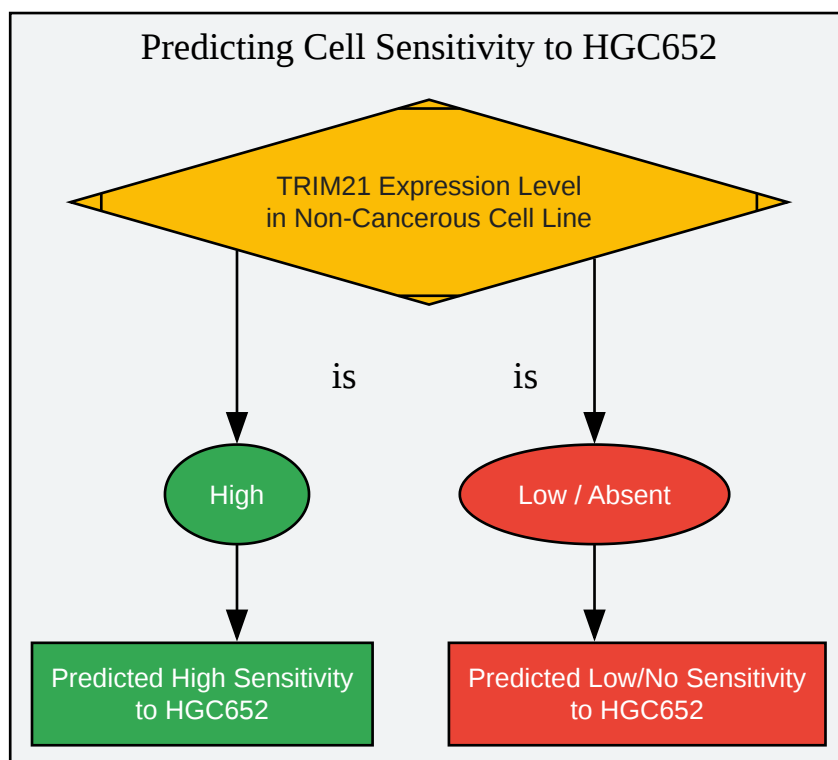 Predicting Cell Sensitivity to HGC652
TRIM21 Expression Level
in Non-Cancerous Cell Line
is
is
High
Low / Absent
Predicted High Sensitivity
to HGC652
Predicted Low/No Sensitivity
to HGC652